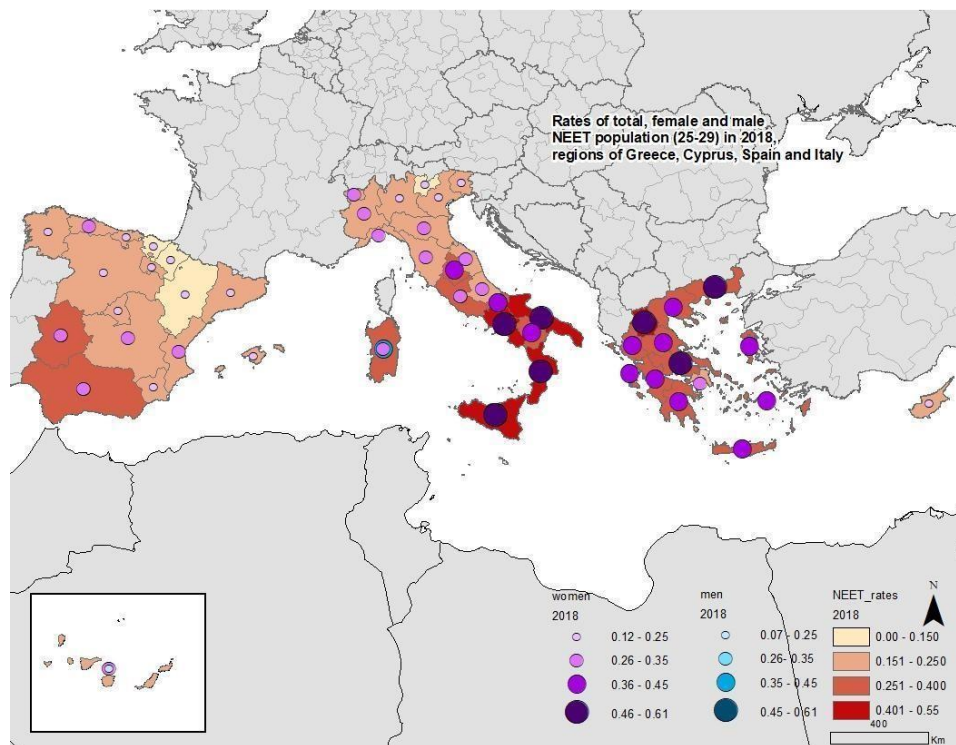 Rates of total, female and male
NEET population (25-29) in 2018,
regions of Greece, Cyprus, Spain and Italy
women
2018
0.12 - 0.25
0.26 - 0.35
0.36 - 0.45
0.46 - 0.61
men
2018
0.07 - 0.25
0.26- 0.35
0.35 - 0.45
0.45 - 0.61
NEET_rates
2018
0.00 - 0.150
0.151 - 0.250
0.251 - 0.400
0.401 - 0.55
N
400
Km